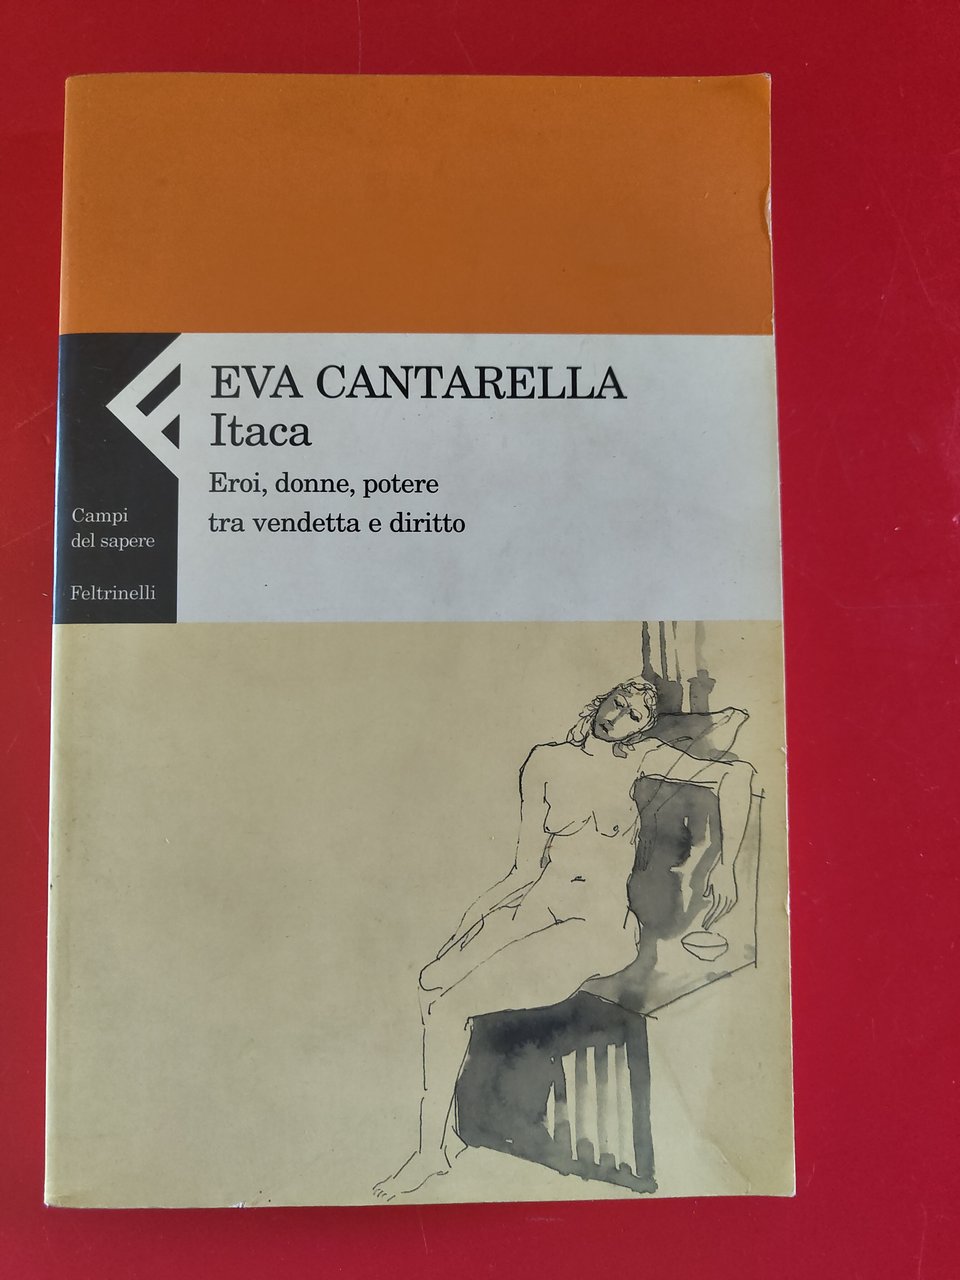 EVA CANTARELLA
Itaca
Eroi, donne, potere
tra vendetta e diritto
Campi
del sapere
Feltrinelli